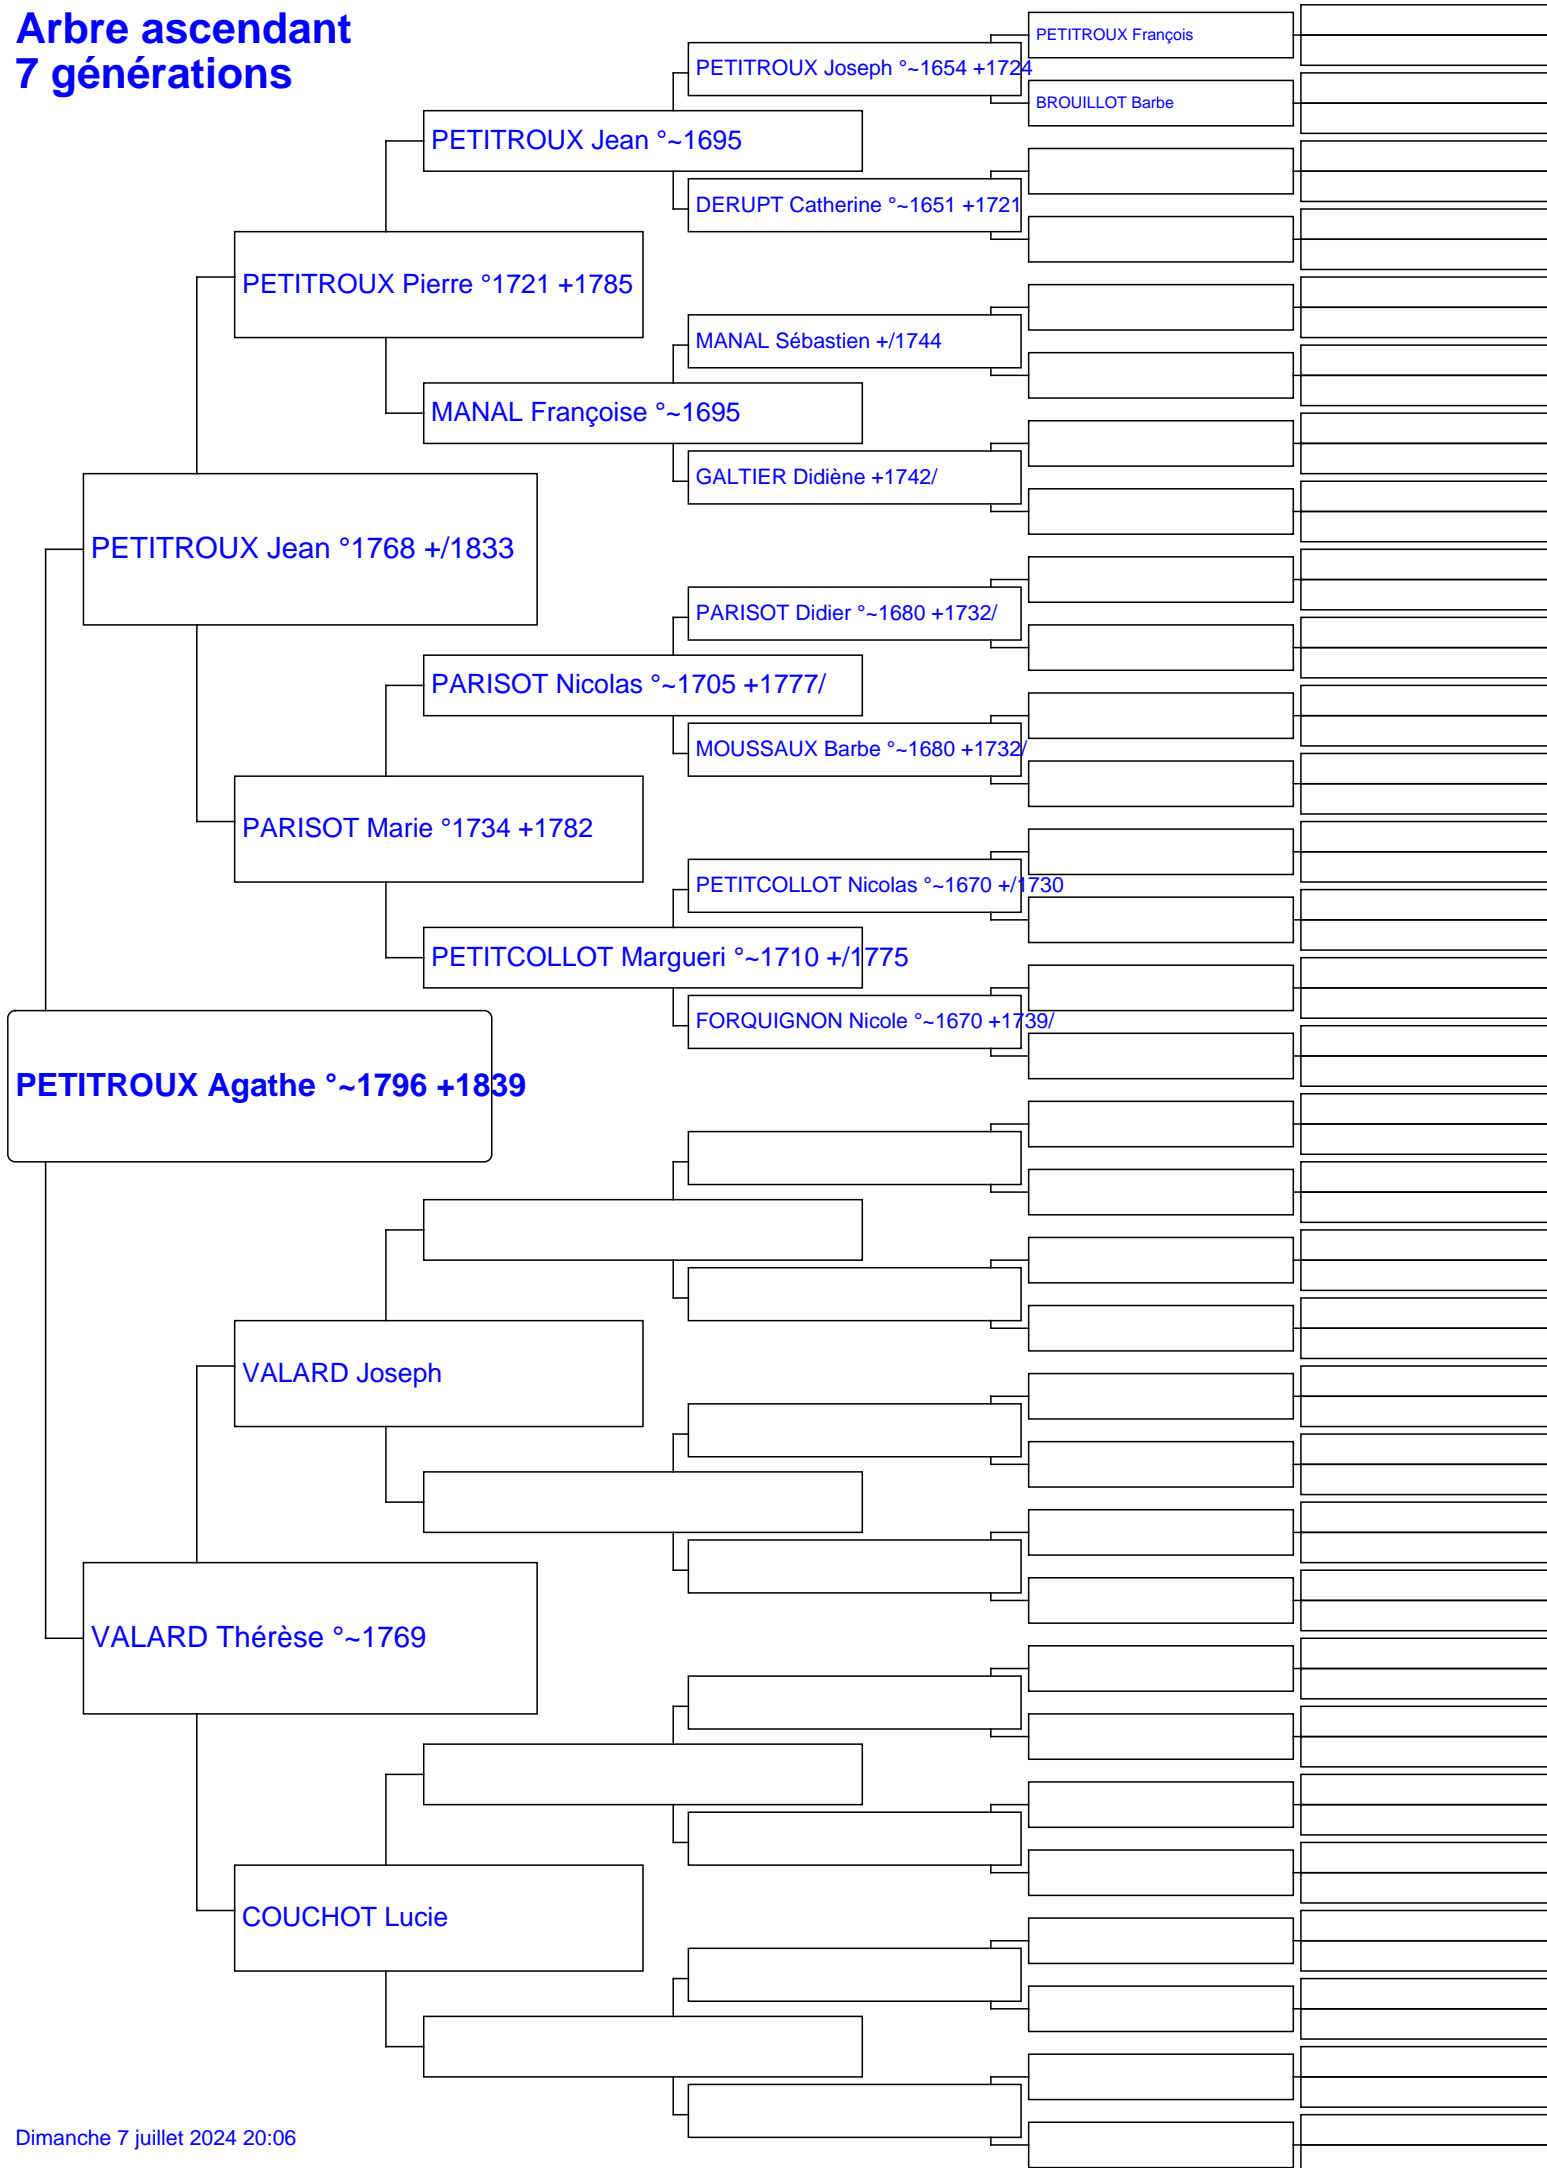 Arbre ascendant
7 générations
PETITROUX François
PETITROUX Joseph °~1654 +1724
BROUILLOT Barbe
PETITROUX Jean °~1695
DERUPT Catherine °~1651 +1721
PETITROUX Pierre °1721 +1785
MANAL Sébastien +/1744
MANAL Françoise °~1695
GALTIER Didiène +1742/
PETITROUX Jean °1768 +/1833
PARISOT Didier °~1680 +1732/
PARISOT Nicolas °~1705 +1777/
MOUSSAUX Barbe °~1680 +1732/
PARISOT Marie °1734 +1782
PETITCOLLOT Nicolas °~1670 +/1730
PETITCOLLOT Margueri °~1710 +/1775
FORQUIGNON Nicole °~1670 +1739/
PETITROUX Agathe °~1796 +1839
VALARD Joseph
VALARD Thérèse °~1769
COUCHOT Lucie
Dimanche 7 juillet 2024 20:06